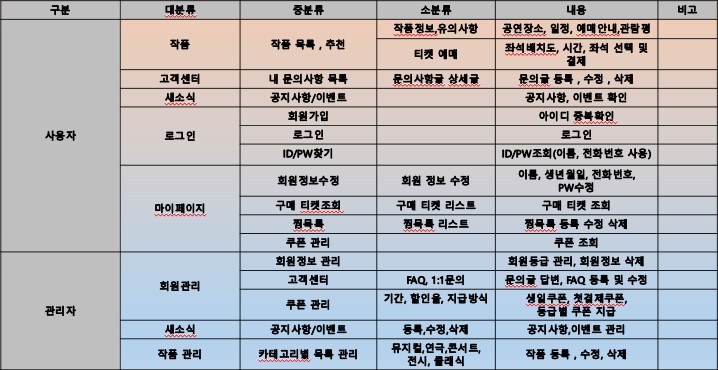 구분 대분류 중분류 소분류 내용 비고
사용자
작품
작품 목록 , 추천
작품정보,유의사항
공연장소, 일정, 예매안내,관람평
티켓 예매
좌석배치도, 시간, 좌석 선택 및
결제
고객센터
내 문의사항 목록
문의사항글 상세글
문의글 등록 , 수정 , 삭제
새소식
공지사항/이벤트
공지사항, 이벤트 확인
로그인
회원가입
아이디 중복확인
로그인
로그인
ID/PW찾기
ID/PW조회(이름, 전화번호 사용)
마이페이지
회원정보수정
회원 정보 수정
이름, 생년월일, 전화번호,
PW수정
구매 티켓조회
구매 티켓 리스트
구매 티켓 조회
찜목록
찜목록 리스트
찜목록 등록 수정 삭제
쿠폰 관리
쿠폰 조회
관리자
회원관리
회원정보 관리
회원등급 관리, 회원정보 삭제
고객센터
FAQ, 1:1문의
문의글 답변, FAQ 등록 및 수정
쿠폰 관리
기간, 할인율, 지급방식
생일쿠폰, 첫결제쿠폰,
등급별 쿠폰 지급
새소식
공지사항/이벤트
등록,수정,삭제
공지사항,이벤트 관리
작품 관리
카테고리별 목록 관리
뮤지컬,연극,콘서트,
전시, 클래식
작품 등록 , 수정, 삭제